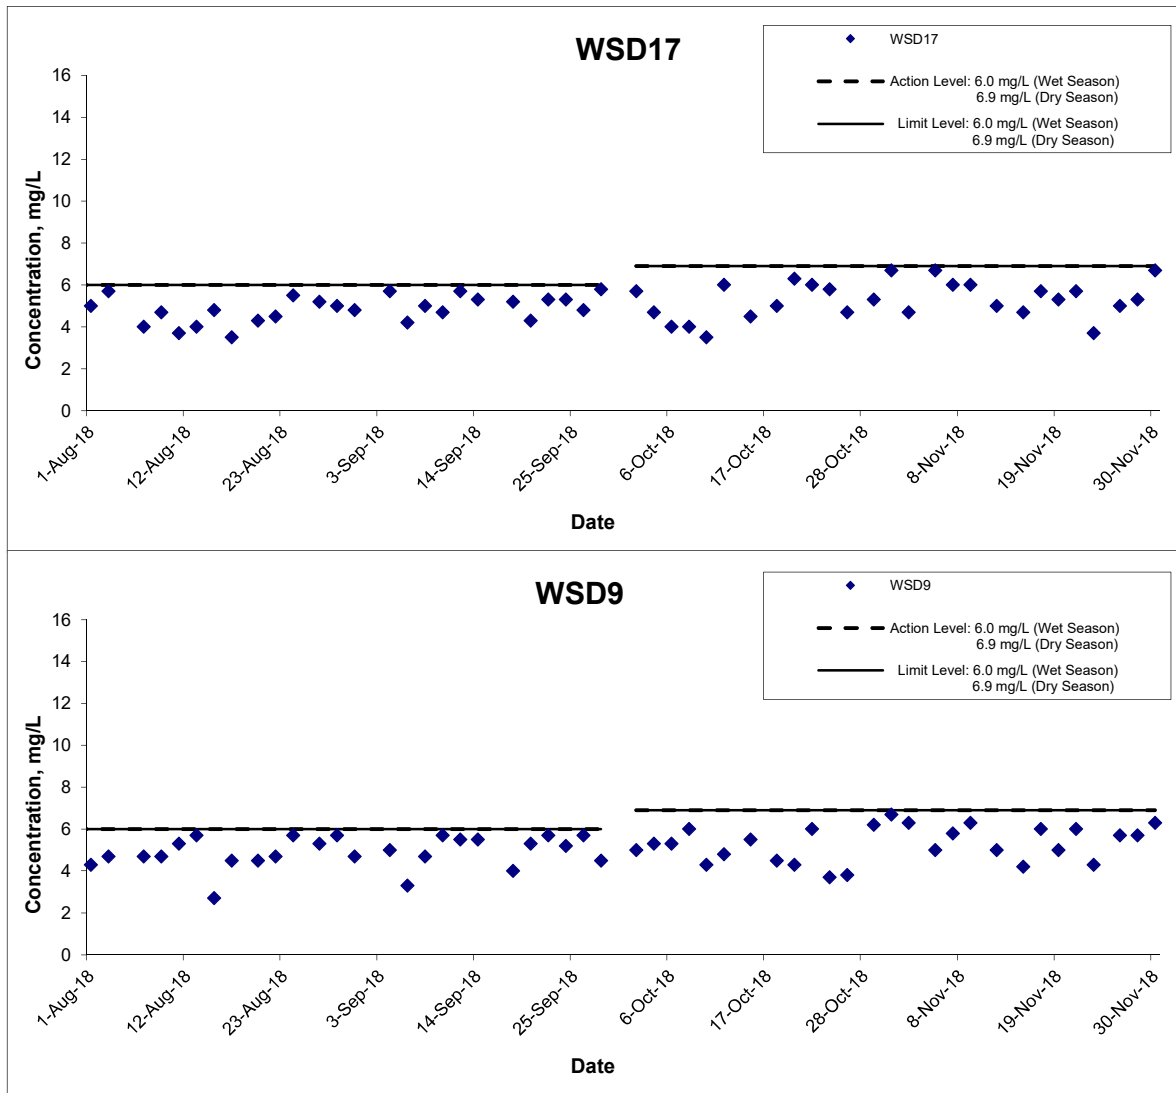 WSD17
WSD17
Action Level: 6.0 mg/L (Wet Season)
6.9 mg/L (Dry Season)
Limit Level: 6.0 mg/L (Wet Season)
6.9 mg/L (Dry Season)
Concentration, mg/L
16
14
12
10
8
6
4
2
0
1-Aug-18
12-Aug-18
23-Aug-18
3-Sep-18
14-Sep-18
25-Sep-18
6-Oct-18
17-Oct-18
28-Oct-18
8-Nov-18
19-Nov-18
30-Nov-18
Date
WSD9
WSD9
Action Level: 6.0 mg/L (Wet Season)
6.9 mg/L (Dry Season)
Limit Level: 6.0 mg/L (Wet Season)
6.9 mg/L (Dry Season)
Concentration, mg/L
16
14
12
10
8
6
4
2
0
1-Aug-18
12-Aug-18
23-Aug-18
3-Sep-18
14-Sep-18
25-Sep-18
6-Oct-18
17-Oct-18
28-Oct-18
8-Nov-18
19-Nov-18
30-Nov-18
Date